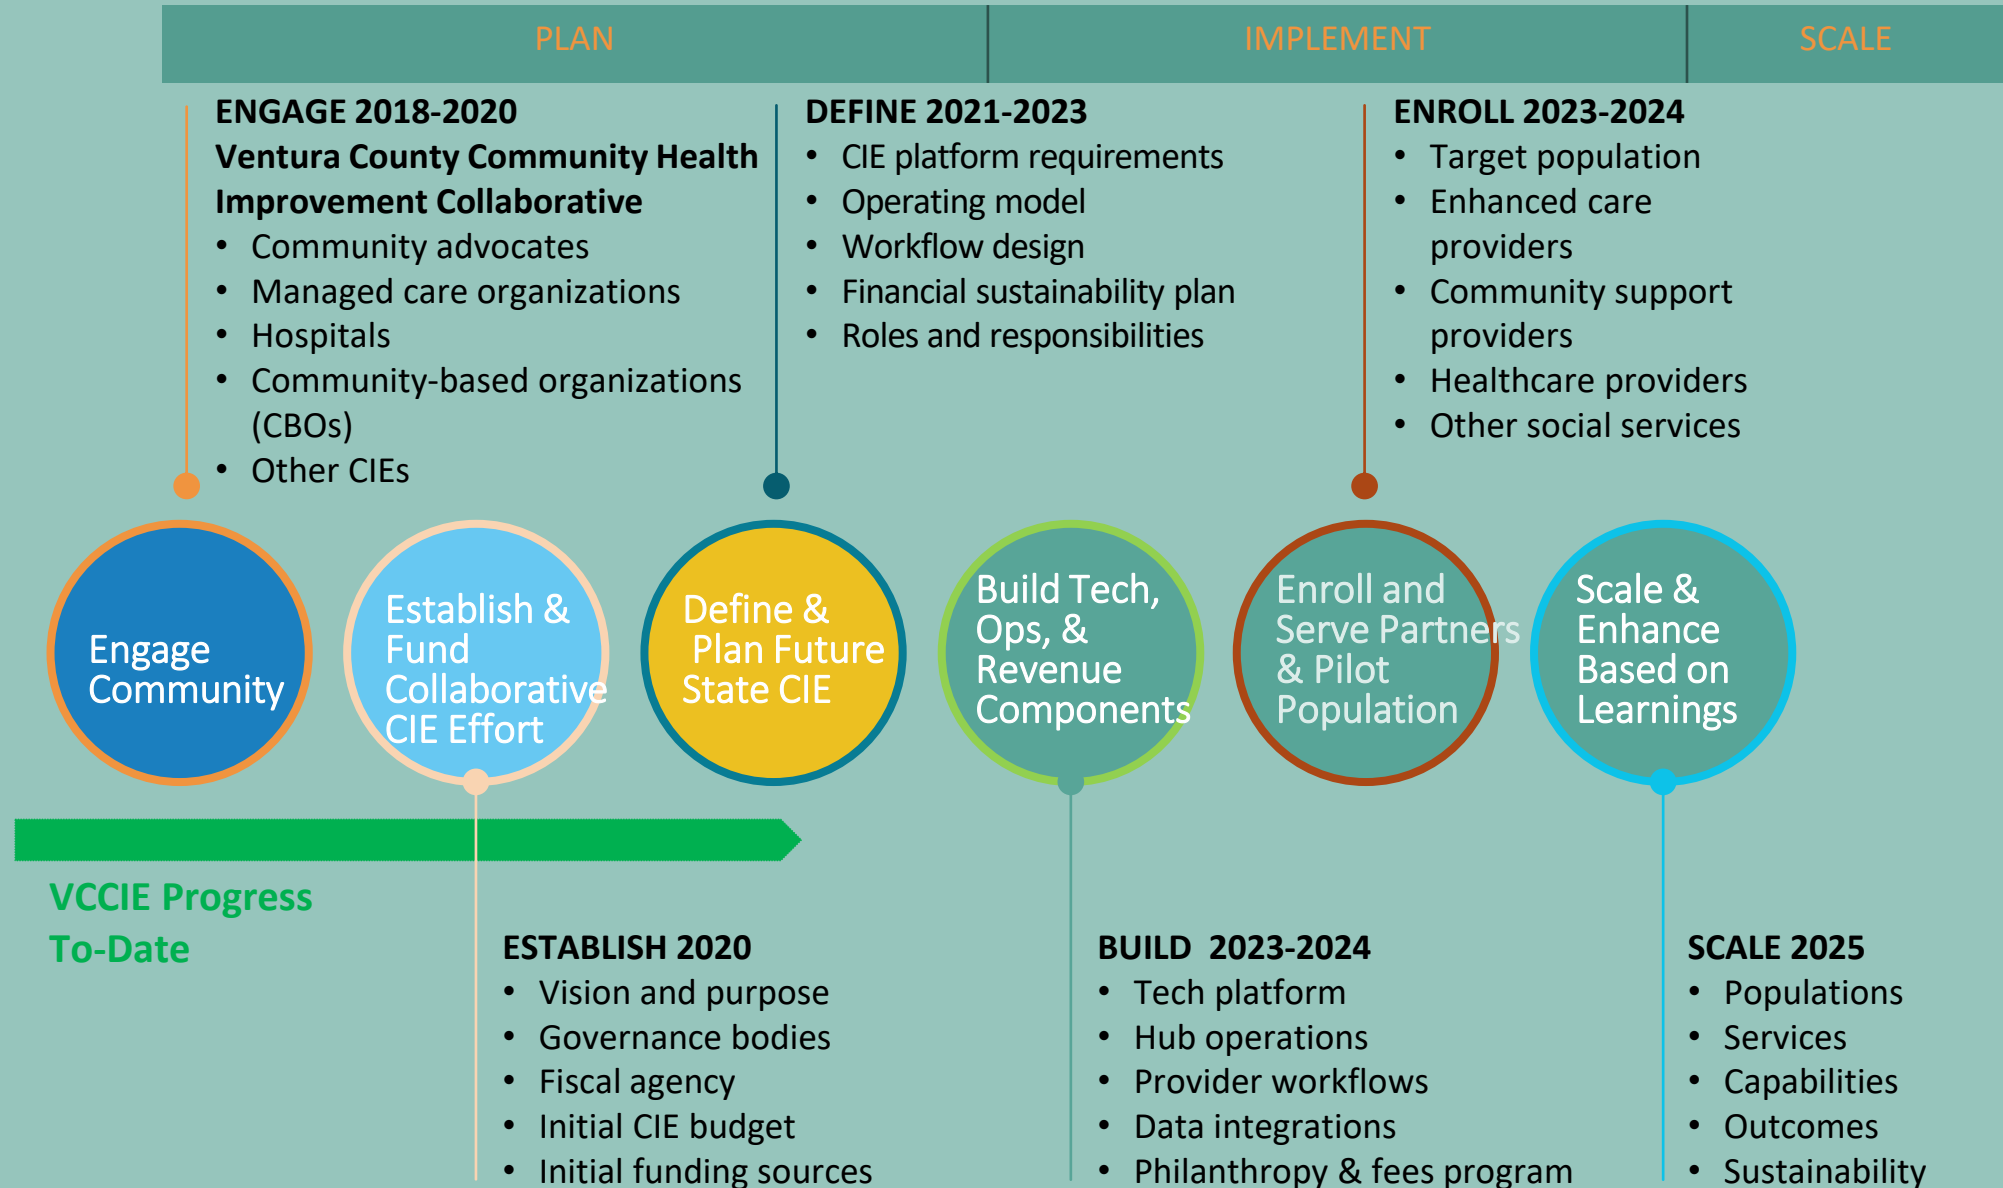 PLAN
IMPLEMENT
SCALE
ENGAGE 2018-2020
Ventura County Community Health
Improvement Collaborative
• Community advocates
• Managed care organizations
• Hospitals
• Community-based organizations
(CBOs)
• Other CIEs
DEFINE 2021-2023
• CIE platform requirements
• Operating model
• Workflow design
• Financial sustainability plan
• Roles and responsibilities
ENROLL 2023-2024
• Target population
• Enhanced care
providers
• Community support
providers
• Healthcare providers
• Other social services
Engage
Community
Establish &
Fund
Collaborative
CIE Effort
Define &
Plan Future
State CIE
Build Tech,
Ops, &
Revenue
Components
Enroll and
Serve Partners
& Pilot
Population
Scale &
Enhance
Based on
Learnings
VCCIE Progress
To-Date
ESTABLISH 2020
• Vision and purpose
• Governance bodies
• Fiscal agency
• Initial CIE budget
• Initial funding sources
BUILD 2023-2024
• Tech platform
• Hub operations
• Provider workflows
• Data integrations
• Philanthropy & fees program
SCALE 2025
• Populations
• Services
• Capabilities
• Outcomes
• Sustainability